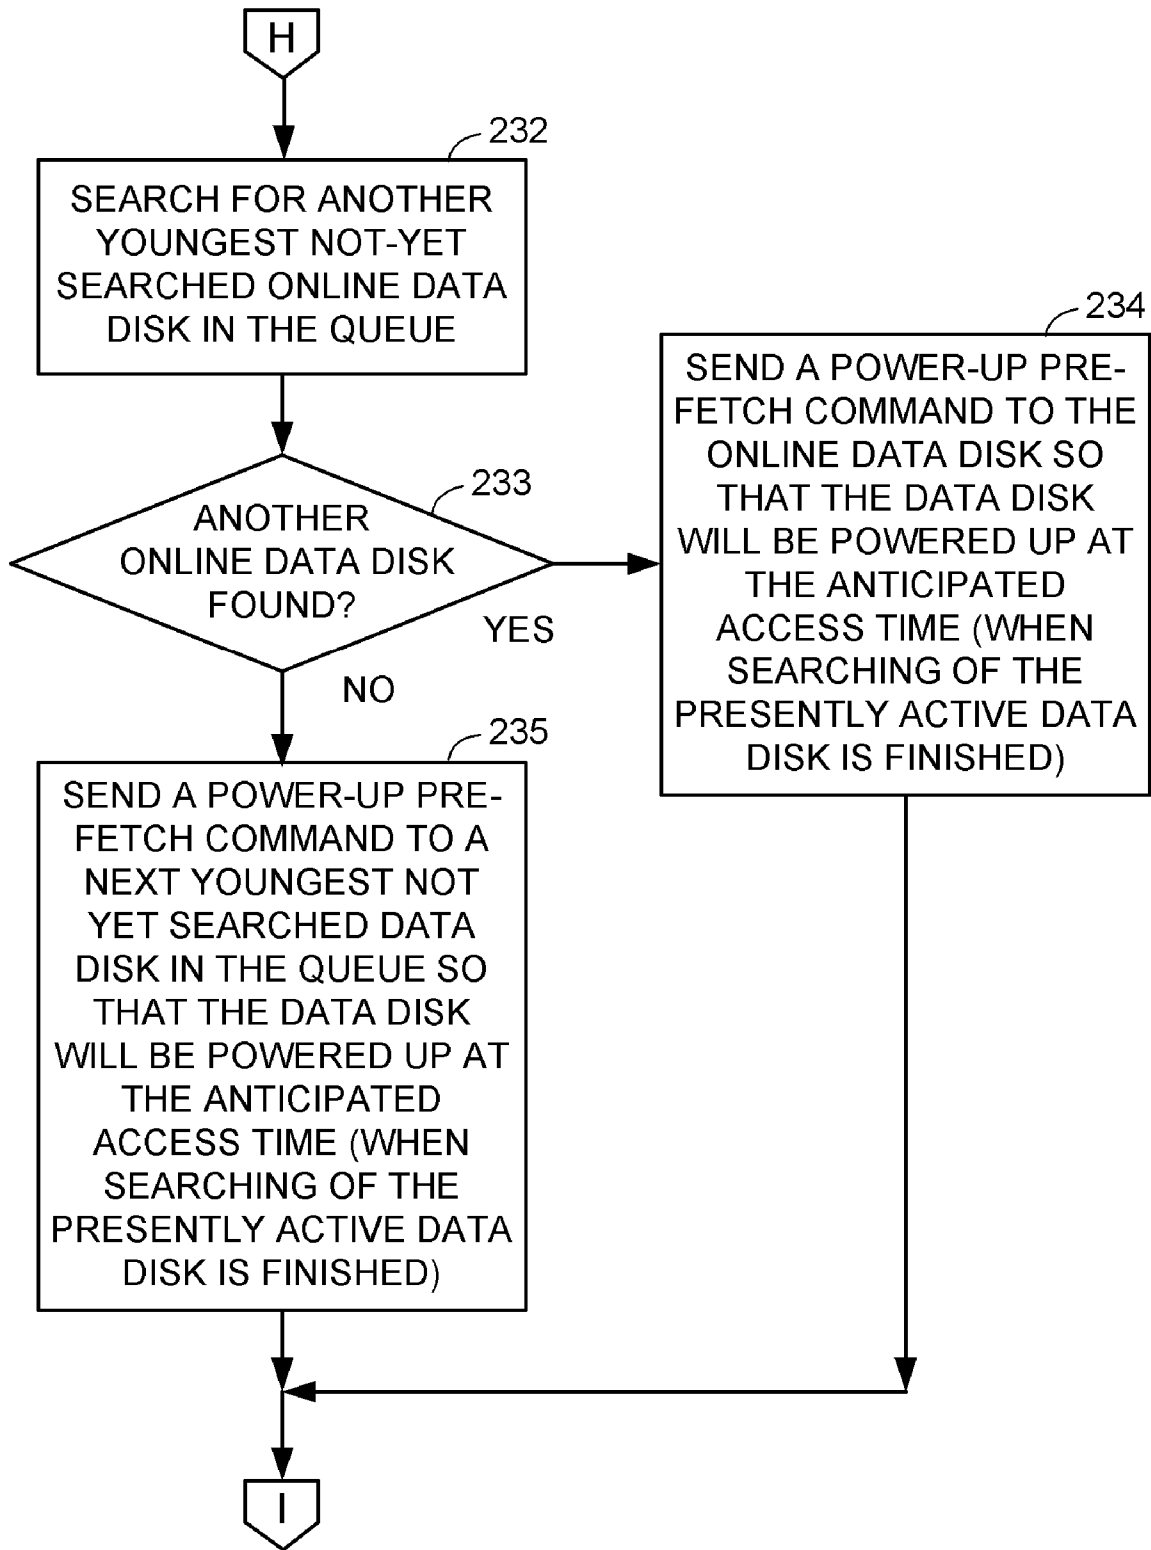 H
232
SEARCH FOR ANOTHER
YOUNGEST NOT-YET
SEARCHED ONLINE DATA
DISK IN THE QUEUE
233
ANOTHER
ONLINE DATA DISK
FOUND?
YES
NO
234
SEND A POWER-UP PRE-
FETCH COMMAND TO THE
ONLINE DATA DISK SO
THAT THE DATA DISK
WILL BE POWERED UP AT
THE ANTICIPATED
ACCESS TIME (WHEN
SEARCHING OF THE
PRESENTLY ACTIVE DATA
DISK IS FINISHED)
235
SEND A POWER-UP PRE-
FETCH COMMAND TO A
NEXT YOUNGEST NOT
YET SEARCHED DATA
DISK IN THE QUEUE SO
THAT THE DATA DISK
WILL BE POWERED UP AT
THE ANTICIPATED
ACCESS TIME (WHEN
SEARCHING OF THE
PRESENTLY ACTIVE DATA
DISK IS FINISHED)
I